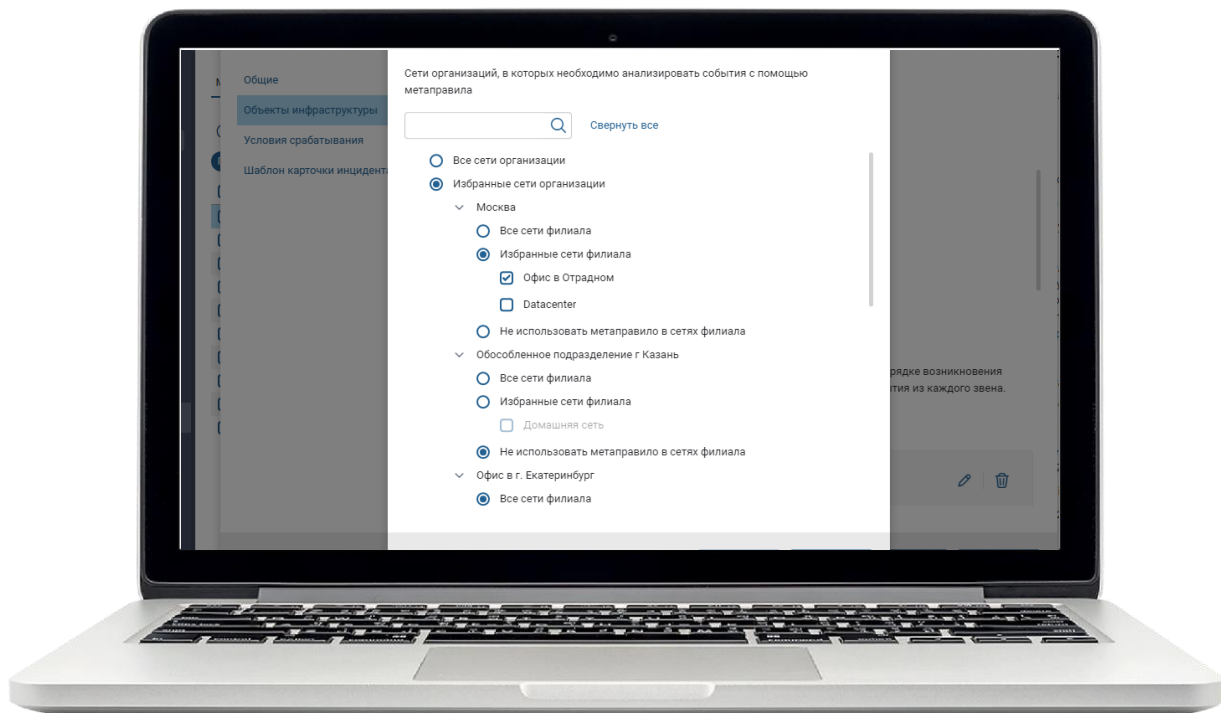 Сети организаций, в которых необходимо анализировать события с помощью
метаправила
Свернуть все
Все сети организации
Избранные сети организации
Москва
Все сети филиала
Избранные сети филиала
Офис в Отрадном
Datacenter
Не использовать метаправило в сетях филиала
Обособленное подразделение г Казань
Все сети филиала
Избранные сети филиала
Домашняя сеть
Не использовать метаправило в сетях филиала
Офис в г. Екатеринбург
Все сети филиала
Общие
Объекты инфраструктуры
Условия срабатывания
Шаблон карточки инцидент
рядке возникновения
тия из каждого звена.